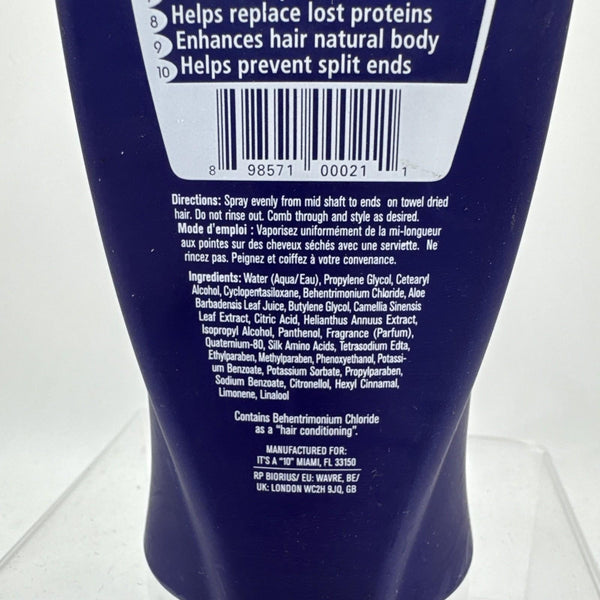 8 Helps replace lost proteins
9 Enhances hair natural body
10 Helps prevent split ends
8 98571 00021 1
Directions: Spray evenly from mid shaft to ends on towel dried
hair. Do not rinse out. Comb through and style as desired.
Mode d'emploi : Vaporisez uniformément de la mi-longueur
aux pointes sur des cheveux séchés avec une serviette. Ne
rincez pas. Peignez et coiffez à votre convenance.
Ingredients: Water (Aqua/Eau), Propylene Glycol, Cetearyl
Alcohol, Cyclopentasiloxane, Behentrimonium Chloride, Aloe
Barbadensis Leaf Juice, Butylene Glycol, Camellia Sinensis
Leaf Extract, Citric Acid, Helianthus Annuus Extract,
Isopropyl Alcohol, Panthenol, Fragrance (Parfum),
Quaternium-80, Silk Amino Acids, Tetrasodium Edta,
Ethylparaben, Methylparaben, Phenoxyethanol, Potassi-
um Benzoate, Potassium Sorbate, Propylparaben,
Sodium Benzoate, Citronellol, Hexyl Cinnamal,
Limonene, Linalool
Contains Behentrimonium Chloride
as a "hair conditioning".
MANUFACTURED FOR:
IT'S A "10" MIAMI, FL 33150
RP BIORIUS/ EU: WAVRE, BE/
UK: LONDON WC2H 9JQ, GB